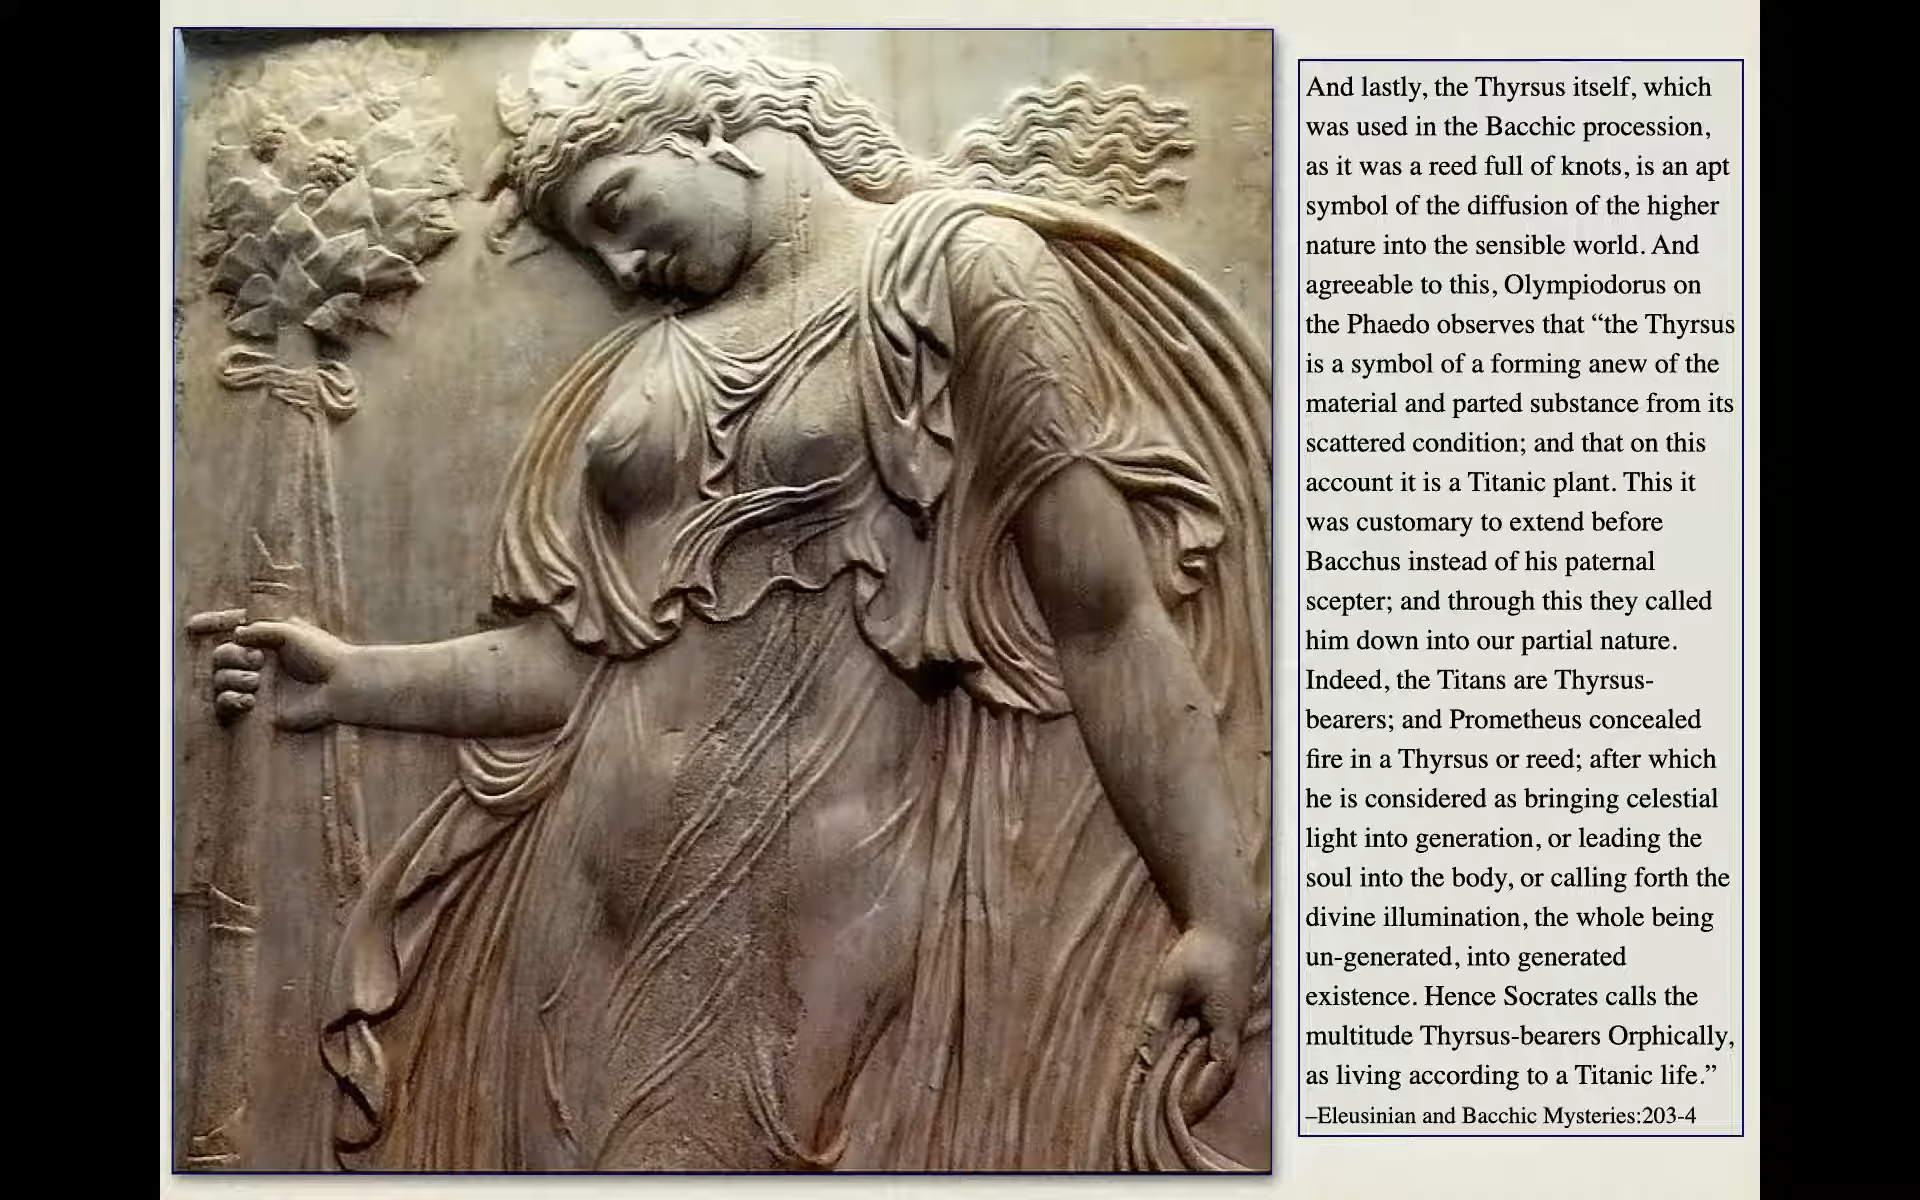 And lastly, the Thyrsus itself, which
was used in the Bacchic procession,
as it was a reed full of knots, is an apt
symbol of the diffusion of the higher
nature into the sensible world. And
agreeable to this, Olympiodorus on
the Phaedo observes that “the Thyrsus
is a symbol of a forming anew of the
material and parted substance from its
scattered condition; and that on this
account it is a Titanic plant. This it
was customary to extend before
Bacchus instead of his paternal
scepter; and through this they called
him down into our partial nature.
Indeed, the Titans are Thyrsus-
bearers; and Prometheus concealed
fire in a Thyrsus or reed; after which
he is considered as bringing celestial
light into generation, or leading the
soul into the body, or calling forth the
divine illumination, the whole being
un-generated, into generated
existence. Hence Socrates calls the
multitude Thyrsus-bearers Orphically,
as living according to a Titanic life.”
–Eleusinian and Bacchic Mysteries:203-4